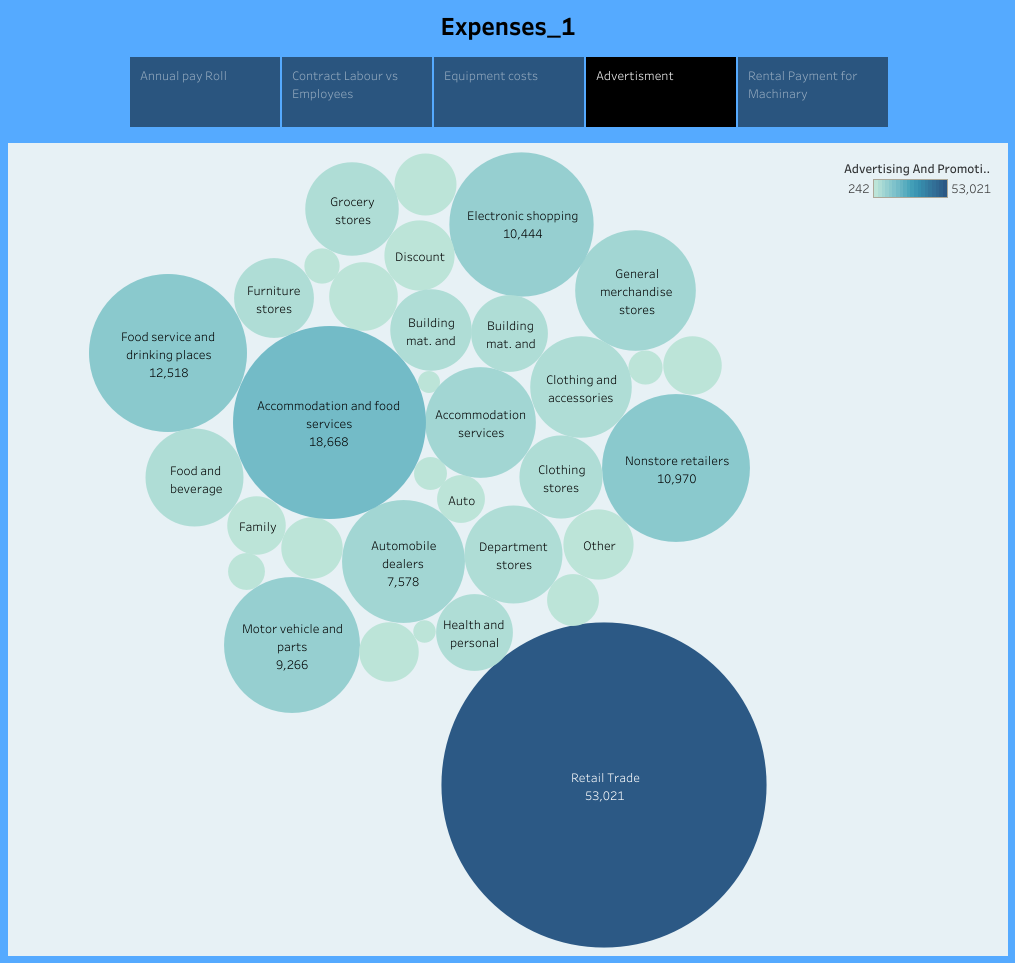 Expenses_1
Annual pay Roll
Contract Labour vs
Employees
Equipment costs
Advertisment
Rental Payment for
Machinary
Advertising And Promoti..
242
53,021
Grocery
stores
Electronic shopping
10,444
Discount
General
merchandise
stores
Furniture
stores
Building
mat. and
Building
mat. and
Food service and
drinking places
12,518
Clothing and
accessories
Accommodation and food
services
18,668
Accommodation
services
Nonstore retailers
10,970
Food and
beverage
Clothing
stores
Auto
Family
Automobile
dealers
7,578
Department
stores
Other
Motor vehicle and
parts
9,266
Health and
personal
Retail Trade
53,021